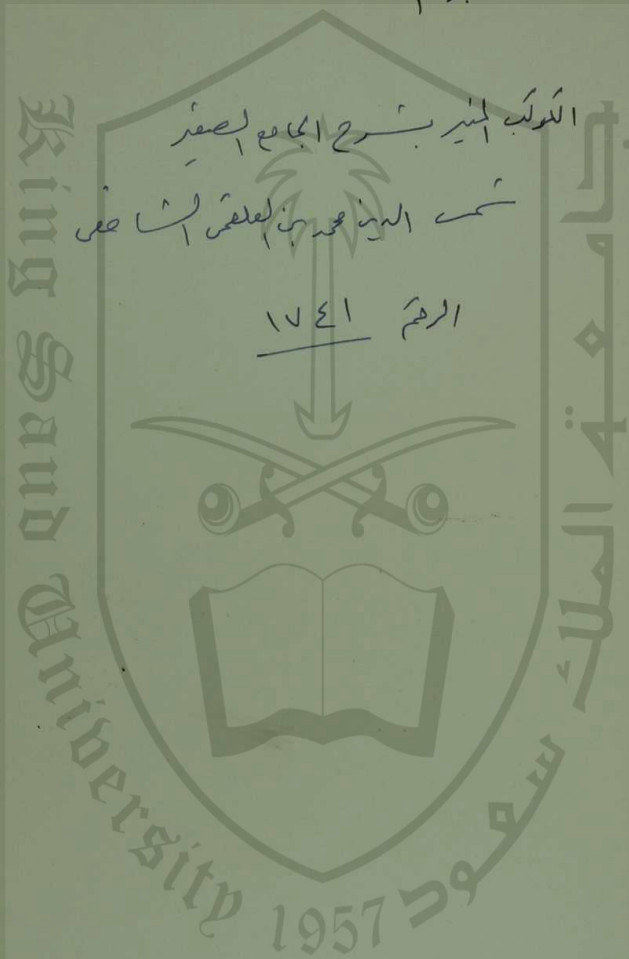 الكوكب المنير بشرح الجامع الصغير
شمس الدين محمد بن العلقمي الشافعي
الرقم ١٧٤١
King Saud University 1957
جامعة الملك سعود